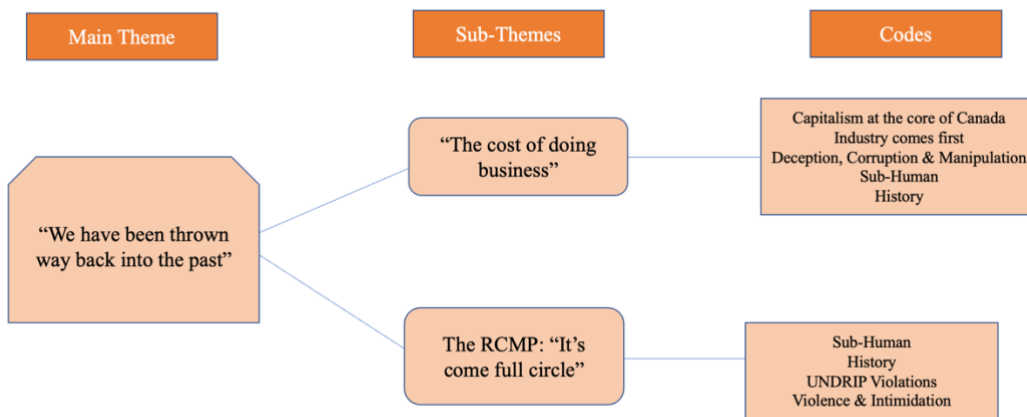 Main Theme
Sub-Themes
Codes
“We have been thrown
way back into the past”
“The cost of doing
business”
Capitalism at the core of Canada
Industry comes first
Deception, Corruption & Manipulation
Sub-Human
History
The RCMP: “It’s
come full circle”
Sub-Human
History
UNDRIP Violations
Violence & Intimidation